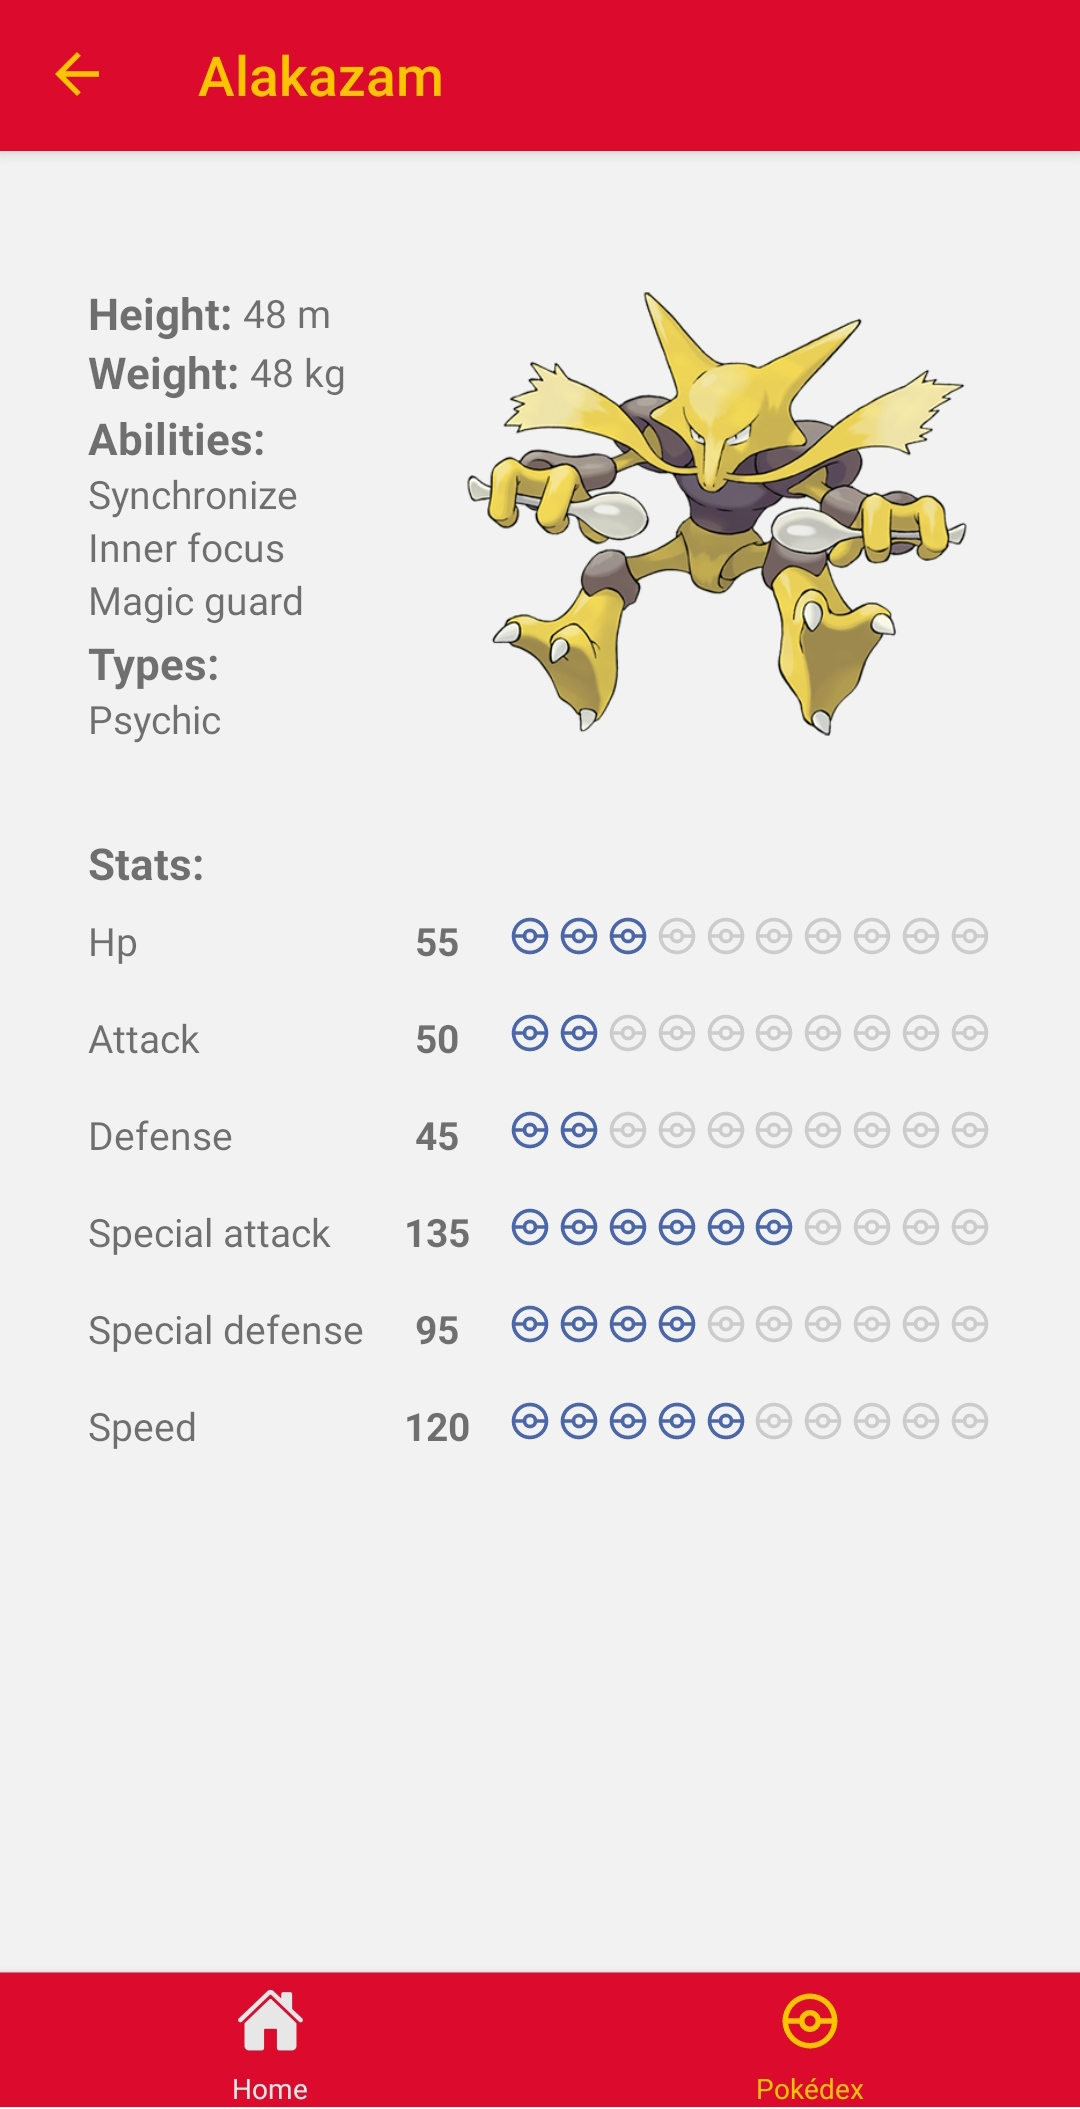 Alakazam
Height: 48 m
Weight: 48 kg
Abilities:
Synchronize
Inner focus
Magic guard
Types:
Psychic
Stats:
Hp 55
Attack 50
Defense 45
Special attack 135
Special defense 95
Speed 120
Home Pokédex